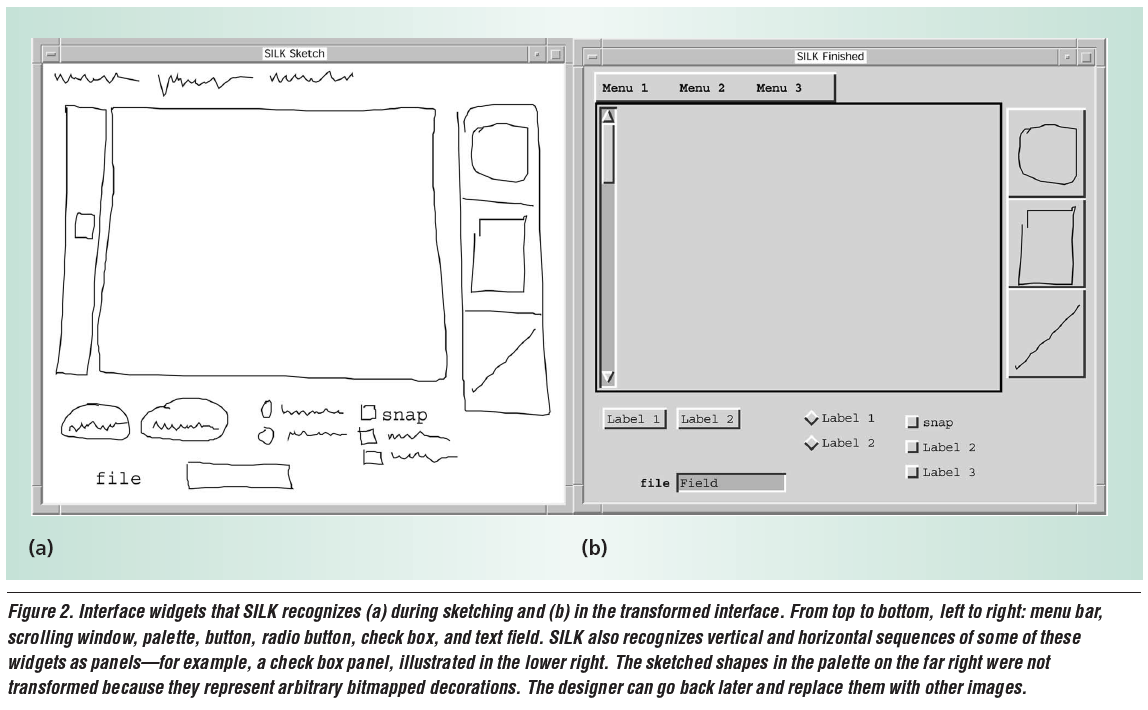 SILK Sketch
snap
file
(a)
SILK Finished
Menu 1 Menu 2 Menu 3
Label 1 Label 2
Label 1
Label 2
snap
Label 2
Label 3
file Field
(b)
Figure 2. Interface widgets that SILK recognizes (a) during sketching and (b) in the transformed interface. From top to bottom, left to right: menu bar,
scrolling window, palette, button, radio button, check box, and text field. SILK also recognizes vertical and horizontal sequences of some of these
widgets as panels—for example, a check box panel, illustrated in the lower right. The sketched shapes in the palette on the far right were not
transformed because they represent arbitrary bitmapped decorations. The designer can go back later and replace them with other images.